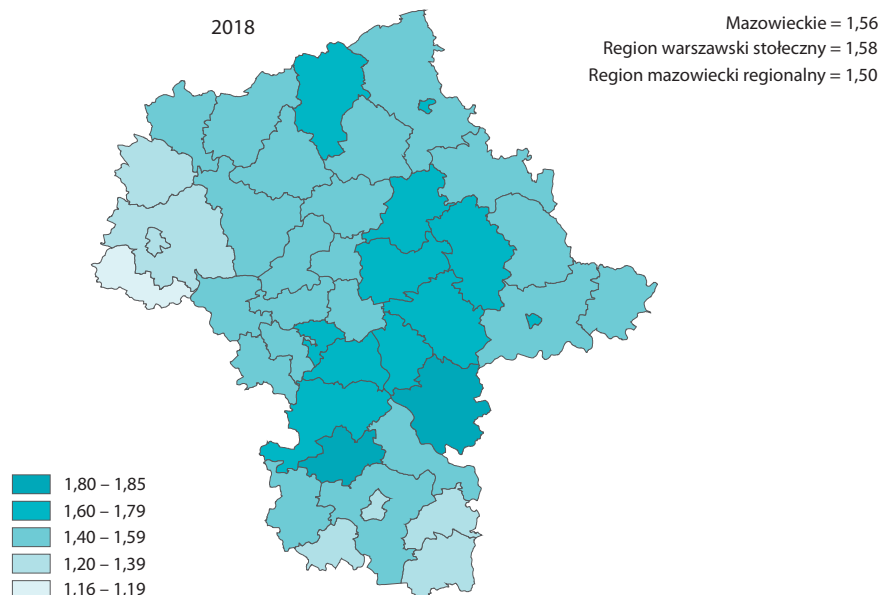 2018
Mazowieckie = 1,56
Region warszawski stołeczny = 1,58
Region mazowiecki regionalny = 1,50
1,80 – 1,85
1,60 – 1,79
1,40 – 1,59
1,20 – 1,39
1,16 – 1,19